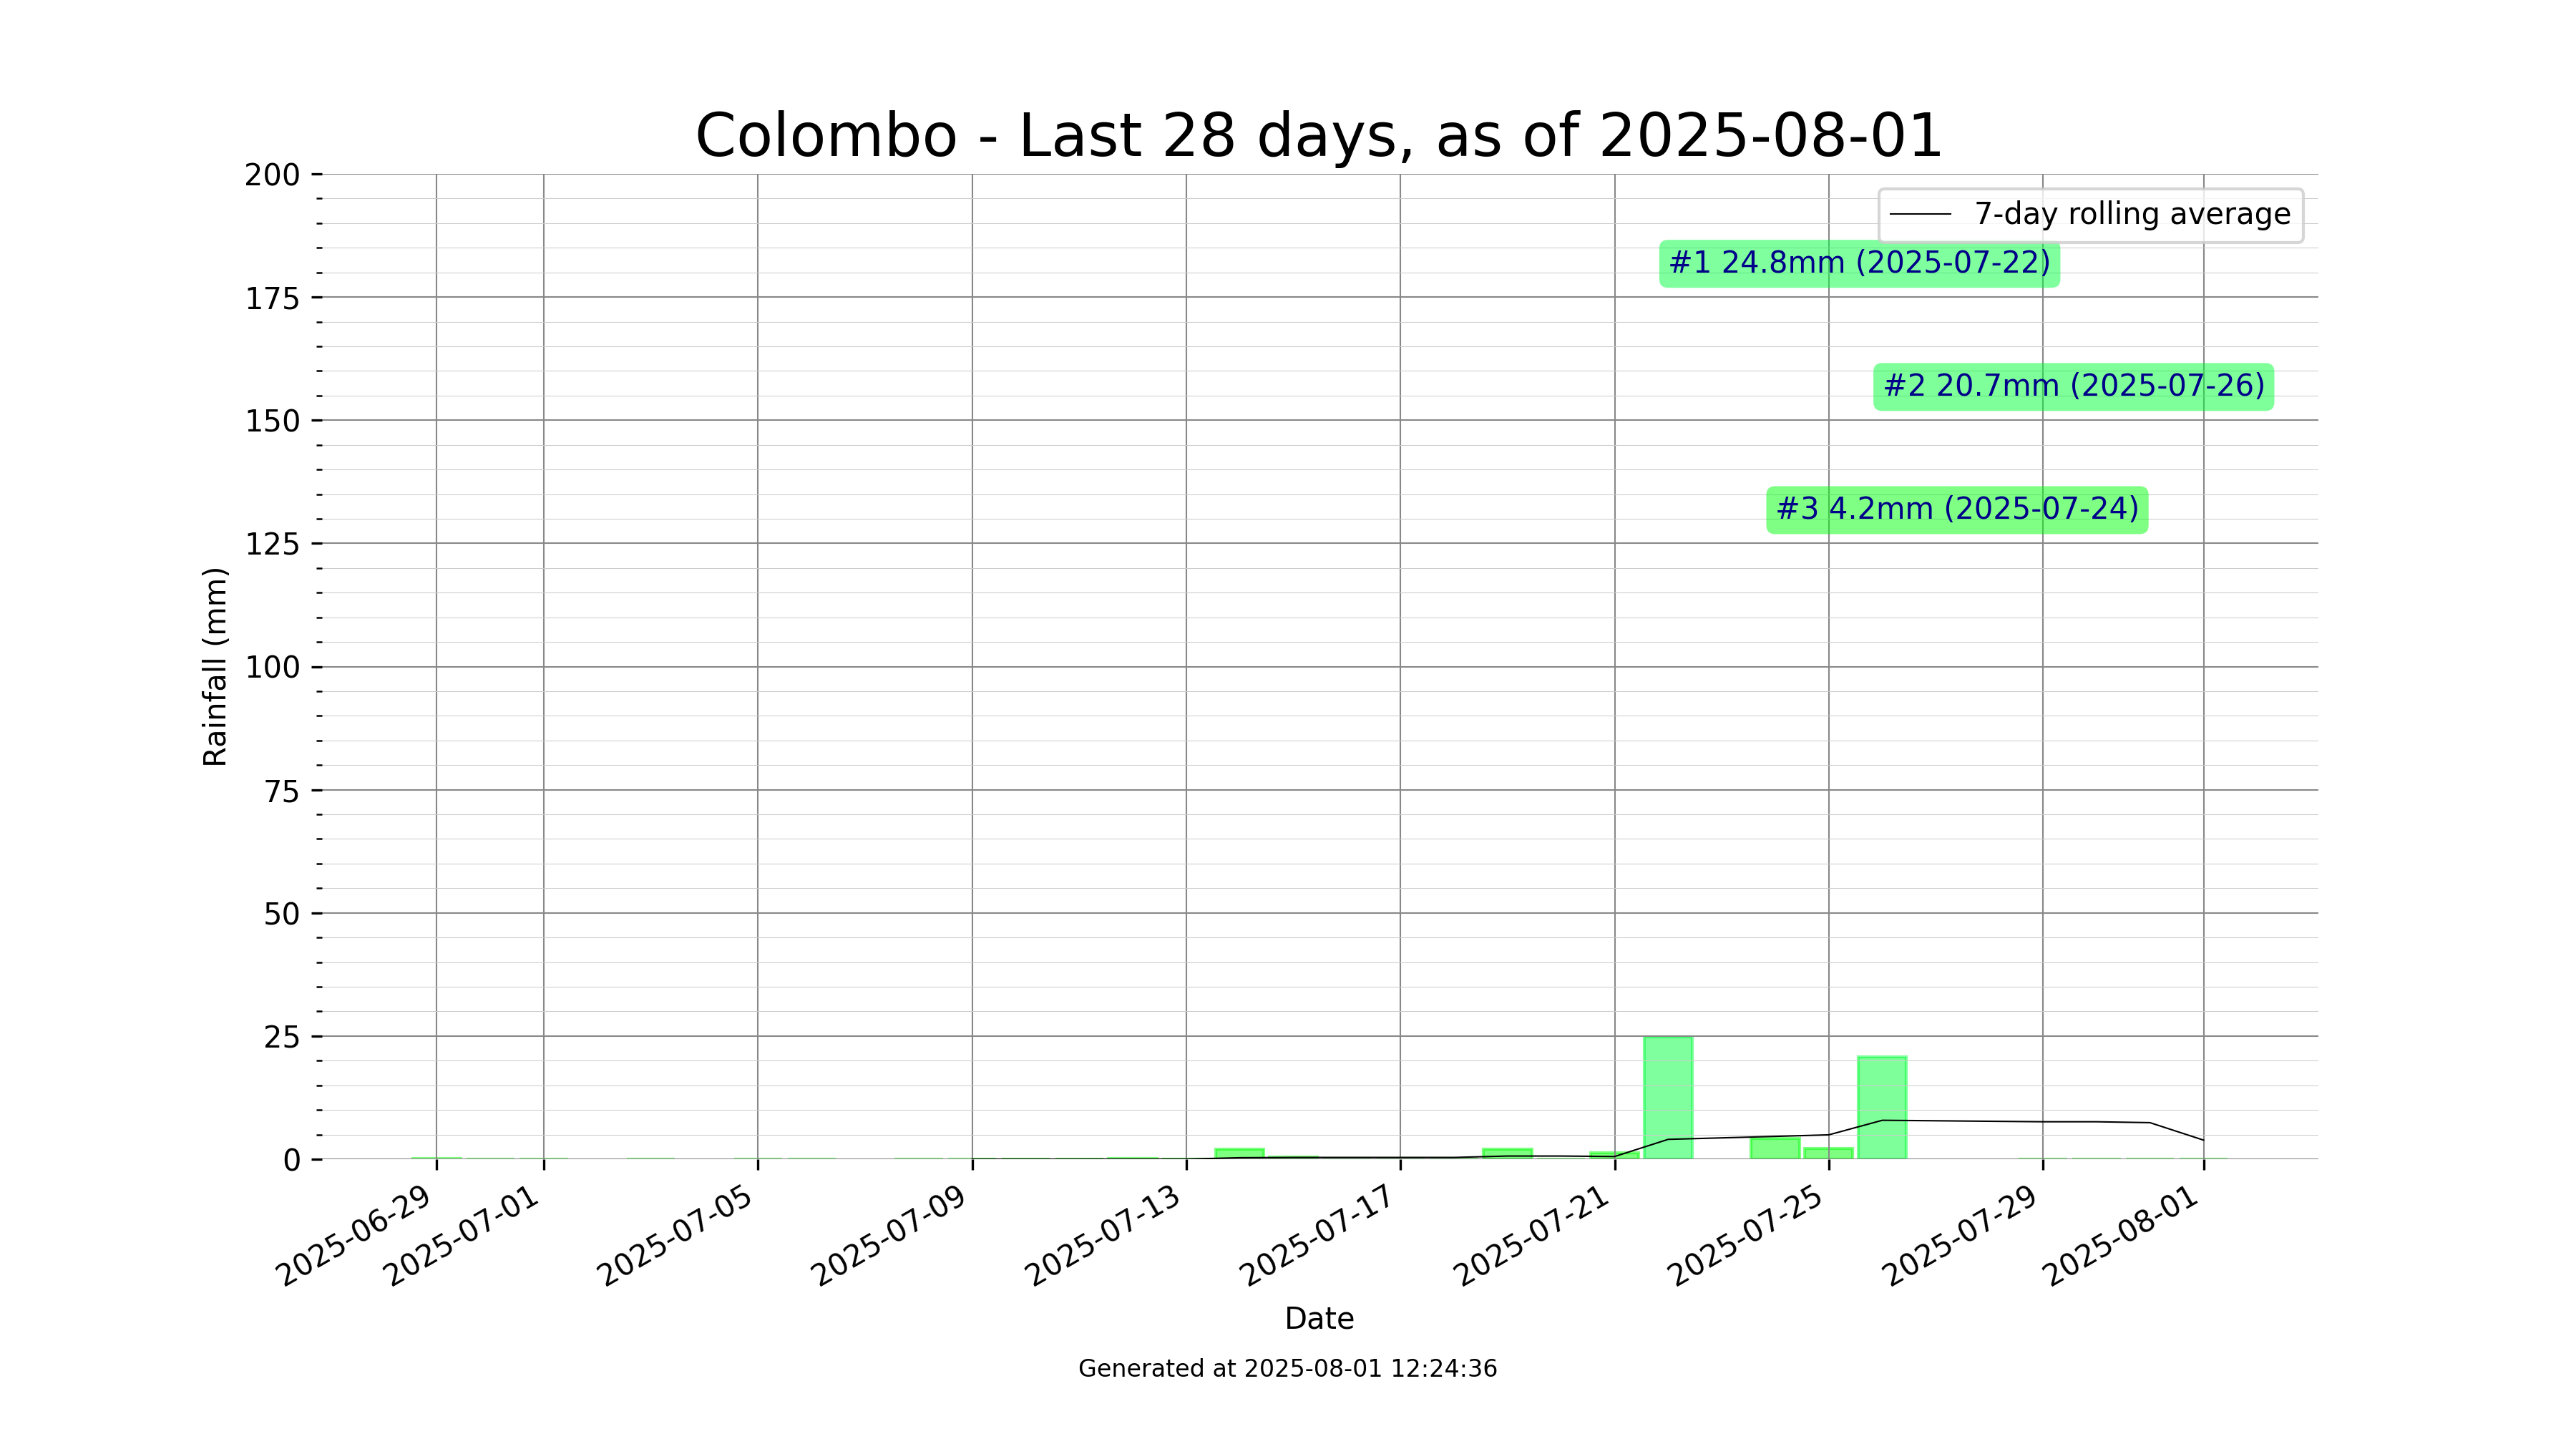 Colombo - Last 28 days, as of 2025-08-01
200
175
150
125
100
75
50
25
0
Rainfall (mm)
7-day rolling average
#1 24.8mm (2025-07-22)
#2 20.7mm (2025-07-26)
#3 4.2mm (2025-07-24)
2025-06-29
2025-07-01
2025-07-05
2025-07-09
2025-07-13
2025-07-17
2025-07-21
2025-07-25
2025-07-29
2025-08-01
Date
Generated at 2025-08-01 12:24:36